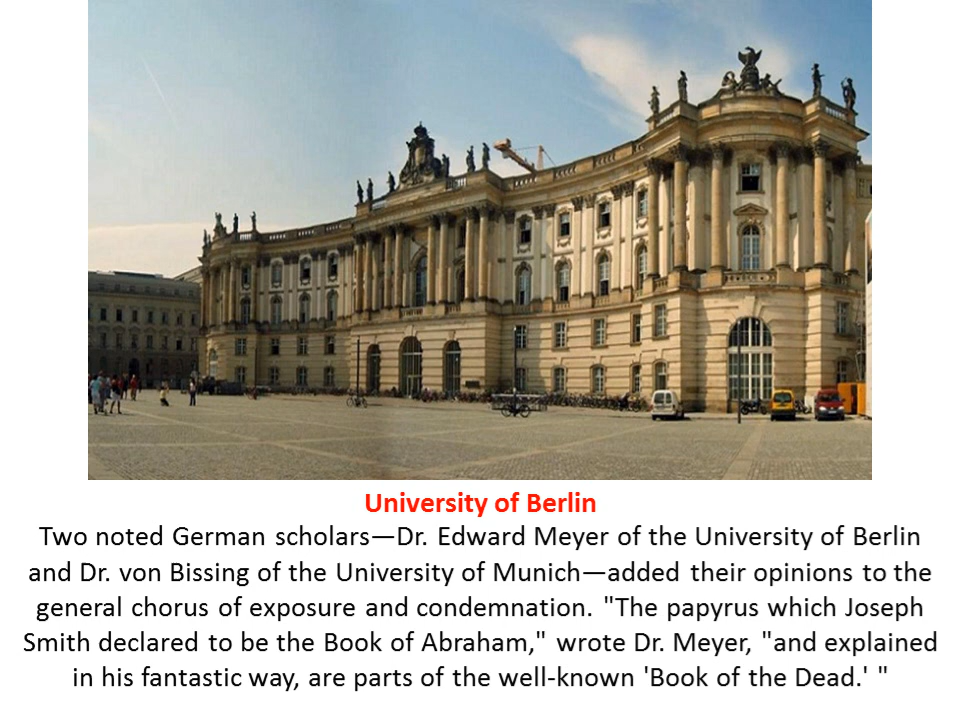 University of Berlin
Two noted German scholars—Dr. Edward Meyer of the University of Berlin
and Dr. von Bissing of the University of Munich—added their opinions to the
general chorus of exposure and condemnation. "The papyrus which Joseph
Smith declared to be the Book of Abraham," wrote Dr. Meyer, "and explained
in his fantastic way, are parts of the well-known 'Book of the Dead.' "